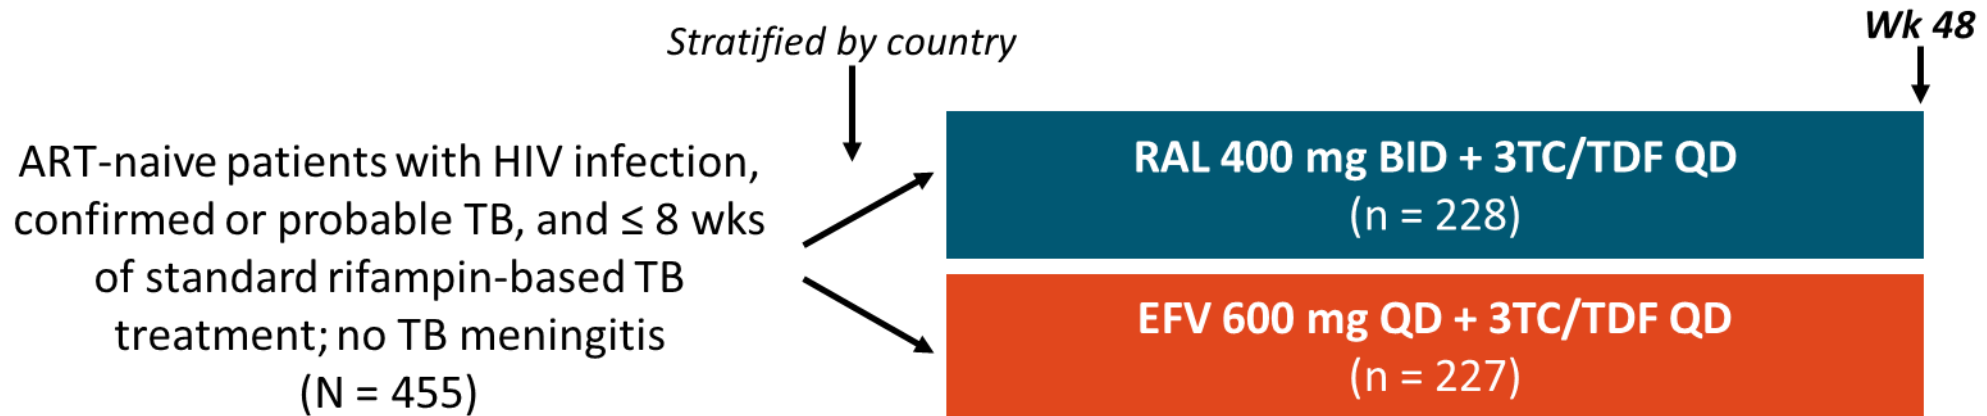 Stratified by country
Wk 48
ART-naive patients with HIV infection,
confirmed or probable TB, and ≤ 8 wks
of standard rifampin-based TB
treatment; no TB meningitis
(N = 455)
RAL 400 mg BID + 3TC/TDF QD
(n = 228)
EFV 600 mg QD + 3TC/TDF QD
(n = 227)